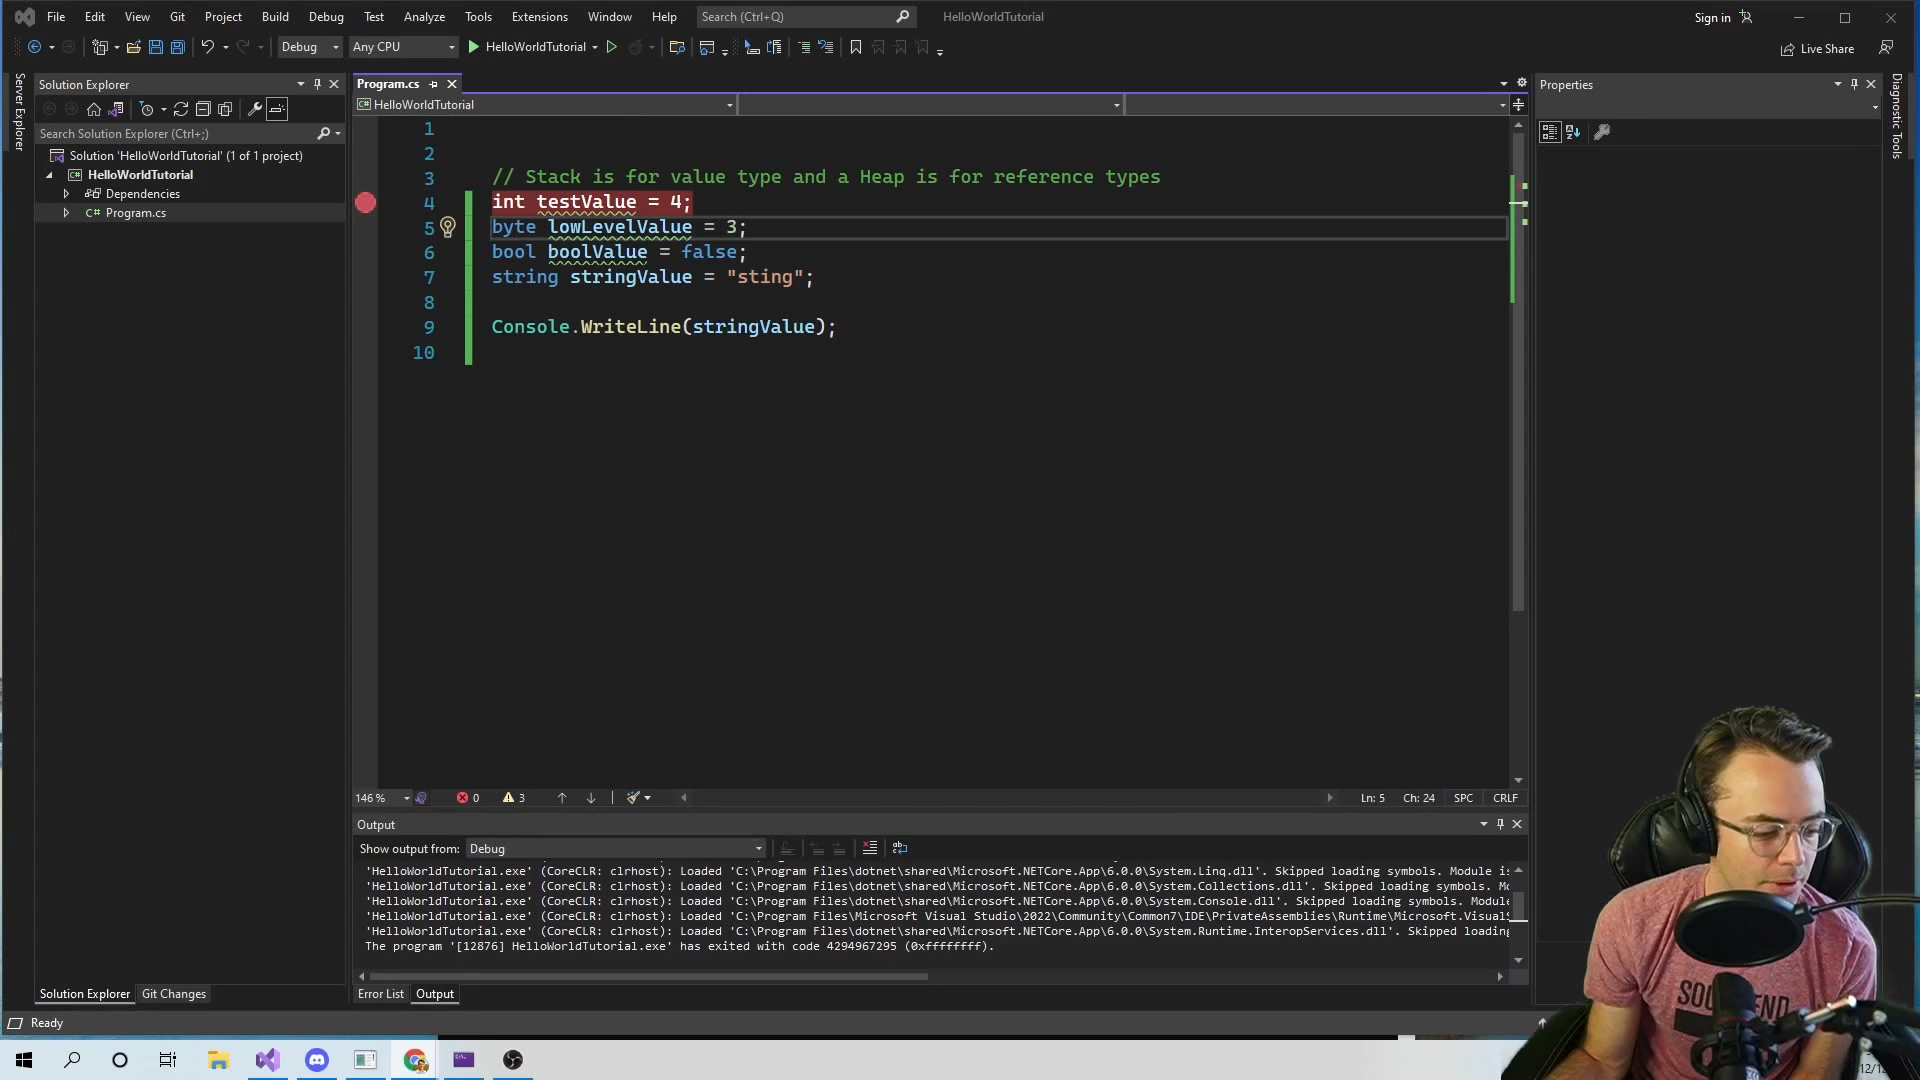 File Edit View Git Project Build Debug Test Analyze Tools Extensions Window Help Search (Ctrl+Q) HelloWorldTutorial Sign in
Debug Any CPU HelloWorldTutorial Live Share
Server Explorer
Solution Explorer
Search Solution Explorer (Ctrl+;)
Solution 'HelloWorldTutorial' (1 of 1 project)
HelloWorldTutorial
Dependencies
C# Program.cs
Program.cs
C# HelloWorldTutorial
1
2
3 // Stack is for value type and a Heap is for reference types
4 int testValue = 4;
5 byte lowLevelValue = 3;
6 bool boolValue = false;
7 string stringValue = "sting";
8
9 Console.WriteLine(stringValue);
10
146 % 0 3 Ln: 5 Ch: 24 SPC CRLF
Output
Show output from: Debug
'HelloWorldTutorial.exe' (CoreCLR: clrhost): Loaded 'C:\Program Files\dotnet\shared\Microsoft.NETCore.App\6.0.0\System.Linq.dll'. Skipped loading symbols. Module is
'HelloWorldTutorial.exe' (CoreCLR: clrhost): Loaded 'C:\Program Files\dotnet\shared\Microsoft.NETCore.App\6.0.0\System.Collections.dll'. Skipped loading symbols. Mo
'HelloWorldTutorial.exe' (CoreCLR: clrhost): Loaded 'C:\Program Files\dotnet\shared\Microsoft.NETCore.App\6.0.0\System.Console.dll'. Skipped loading symbols. Module
'HelloWorldTutorial.exe' (CoreCLR: clrhost): Loaded 'C:\Program Files\Microsoft Visual Studio\2022\Community\Common7\IDE\PrivateAssemblies\Runtime\Microsoft.VisualS
'HelloWorldTutorial.exe' (CoreCLR: clrhost): Loaded 'C:\Program Files\dotnet\shared\Microsoft.NETCore.App\6.0.0\System.Runtime.InteropServices.dll'. Skipped loading
The program '[12876] HelloWorldTutorial.exe' has exited with code 4294967295 (0xffffffff).
Error List Output
Solution Explorer Git Changes
Ready
Properties
Diagnostic Tools